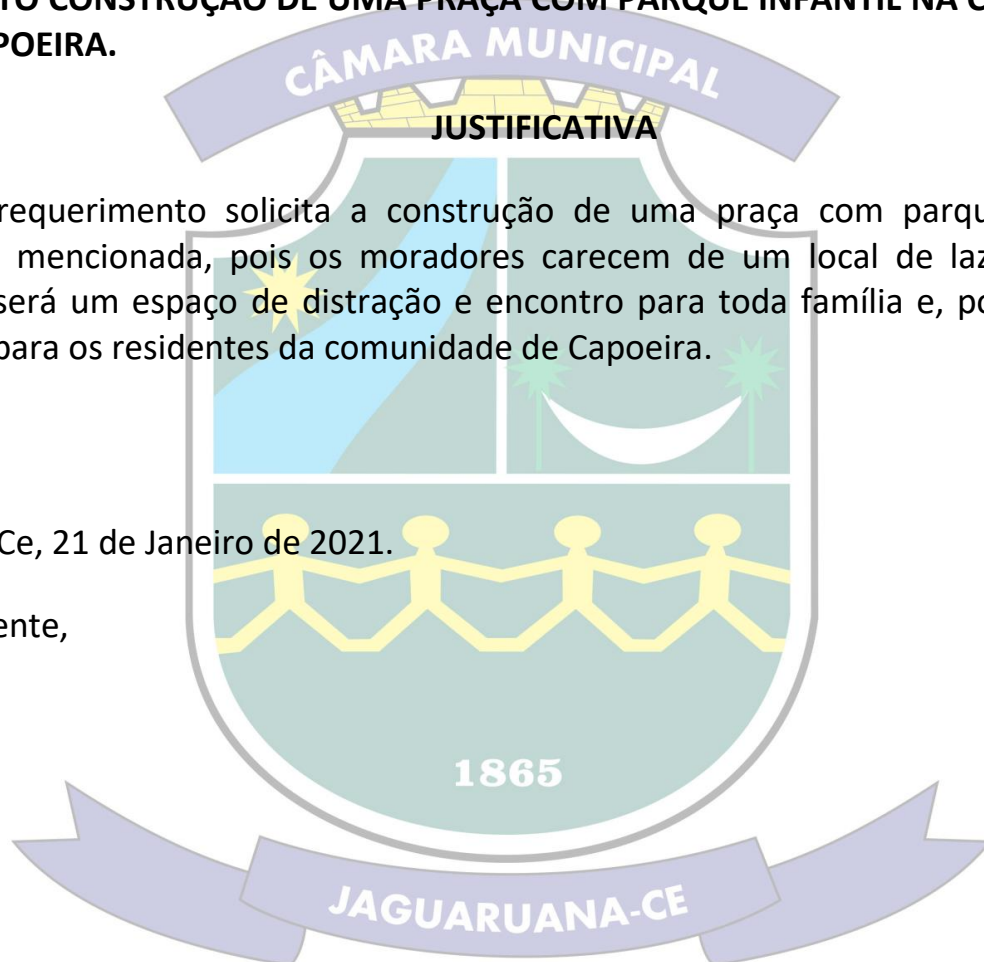 CONSTRUÇÃO DE UMA PRAÇA COM PARQUE INFANTIL NA
POEIRA.
CÂMARA MUNICIPAL
JUSTIFICATIVA
requerimento solicita a construção de uma praça com parqu
mencionada, pois os moradores carecem de um local de laz
será um espaço de distração e encontro para toda família e, po
para os residentes da comunidade de Capoeira.
Ce, 21 de Janeiro de 2021.
ente,
1865
JAGUARUANA-CE